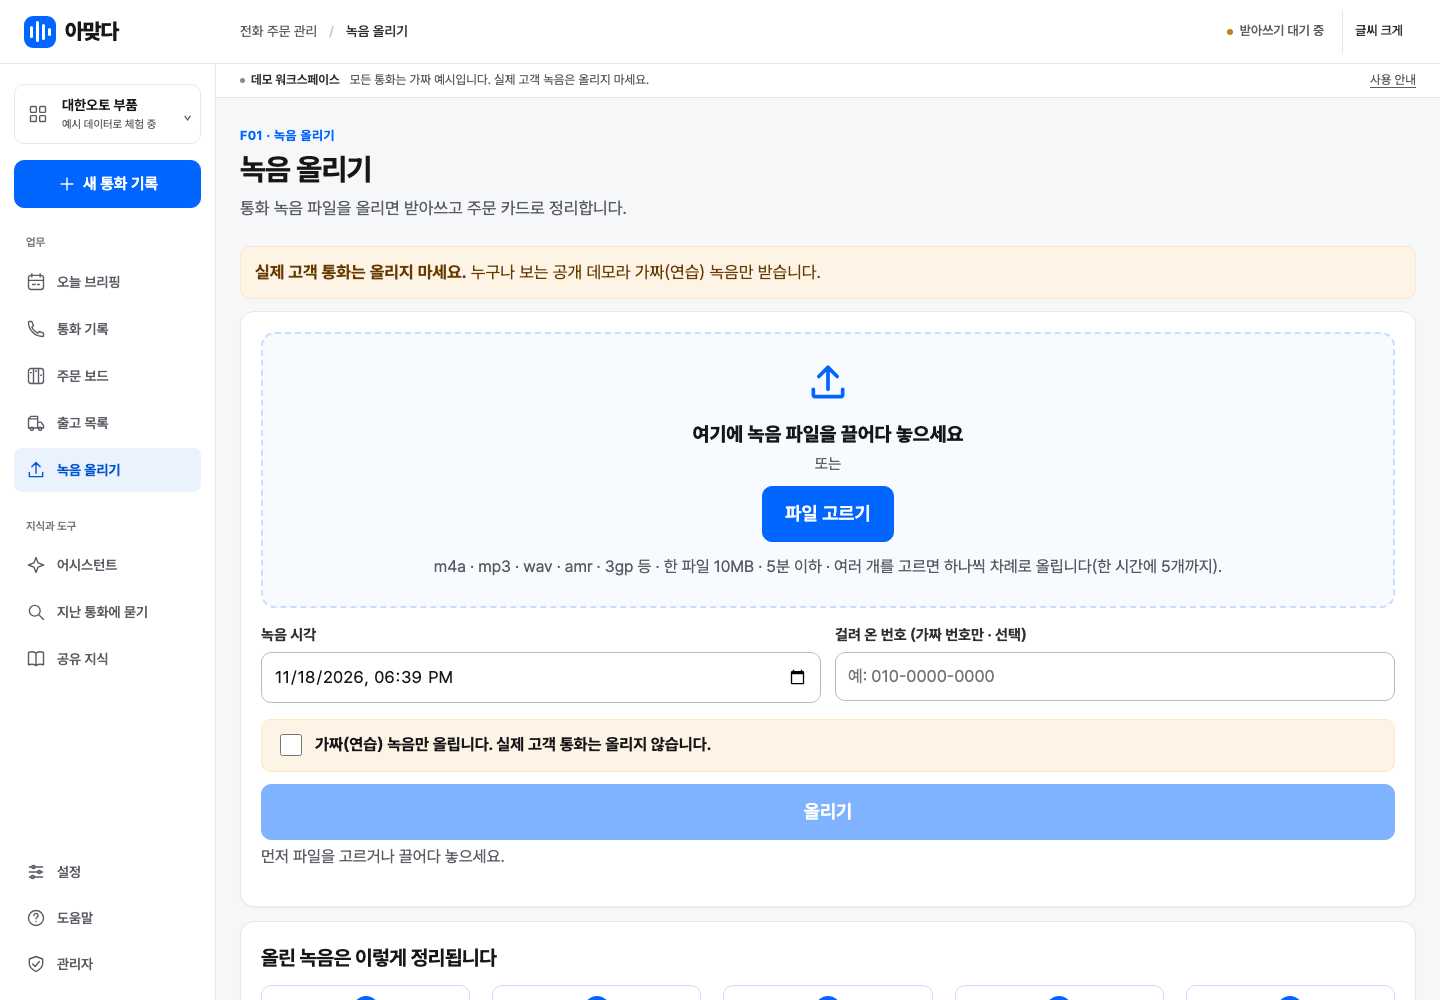 아맞다
전화 주문 관리 / 녹음 올리기
받아쓰기 대기 중
글씨 크게
대한오토 부품
예시 데이터로 체험 중
새 통화 기록
업무
오늘 브리핑
통화 기록
주문 보드
출고 목록
녹음 올리기
지식과 도구
어시스턴트
지난 통화에 묻기
공유 지식
설정
도움말
관리자
데모 워크스페이스 모든 통화는 가짜 예시입니다. 실제 고객 녹음은 올리지 마세요.
사용 안내
F01 · 녹음 올리기
녹음 올리기
통화 녹음 파일을 올리면 받아쓰고 주문 카드로 정리합니다.
실제 고객 통화는 올리지 마세요. 누구나 보는 공개 데모라 가짜(연습) 녹음만 받습니다.
여기에 녹음 파일을 끌어다 놓으세요
또는
파일 고르기
m4a · mp3 · wav · amr · 3gp 등 · 한 파일 10MB · 5분 이하 · 여러 개를 고르면 하나씩 차례로 올립니다(한 시간에 5개까지).
녹음 시각
11/18/2026, 06:39 PM
걸려 온 번호 (가짜 번호만 · 선택)
예: 010-0000-0000
가짜(연습) 녹음만 올립니다. 실제 고객 통화는 올리지 않습니다.
올리기
먼저 파일을 고르거나 끌어다 놓으세요.
올린 녹음은 이렇게 정리됩니다